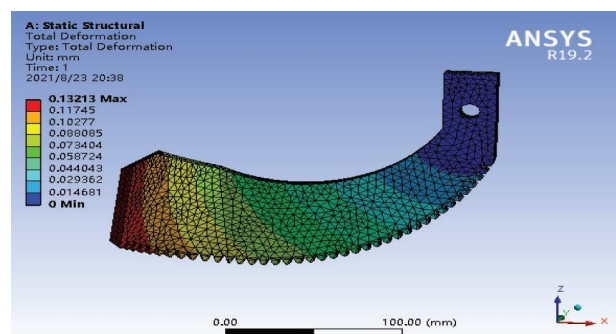 A: Static Structural
Total Deformation
Type: Total Deformation
Unit: mm
Time: 1
2021/8/23 20:38
0.13213 Max
0.11745
0.10277
0.088085
0.073404
0.058724
0.044043
0.029362
0.014681
0 Min
ANSYS
R19.2
0.00
100.00 (mm)
Z
Y
X